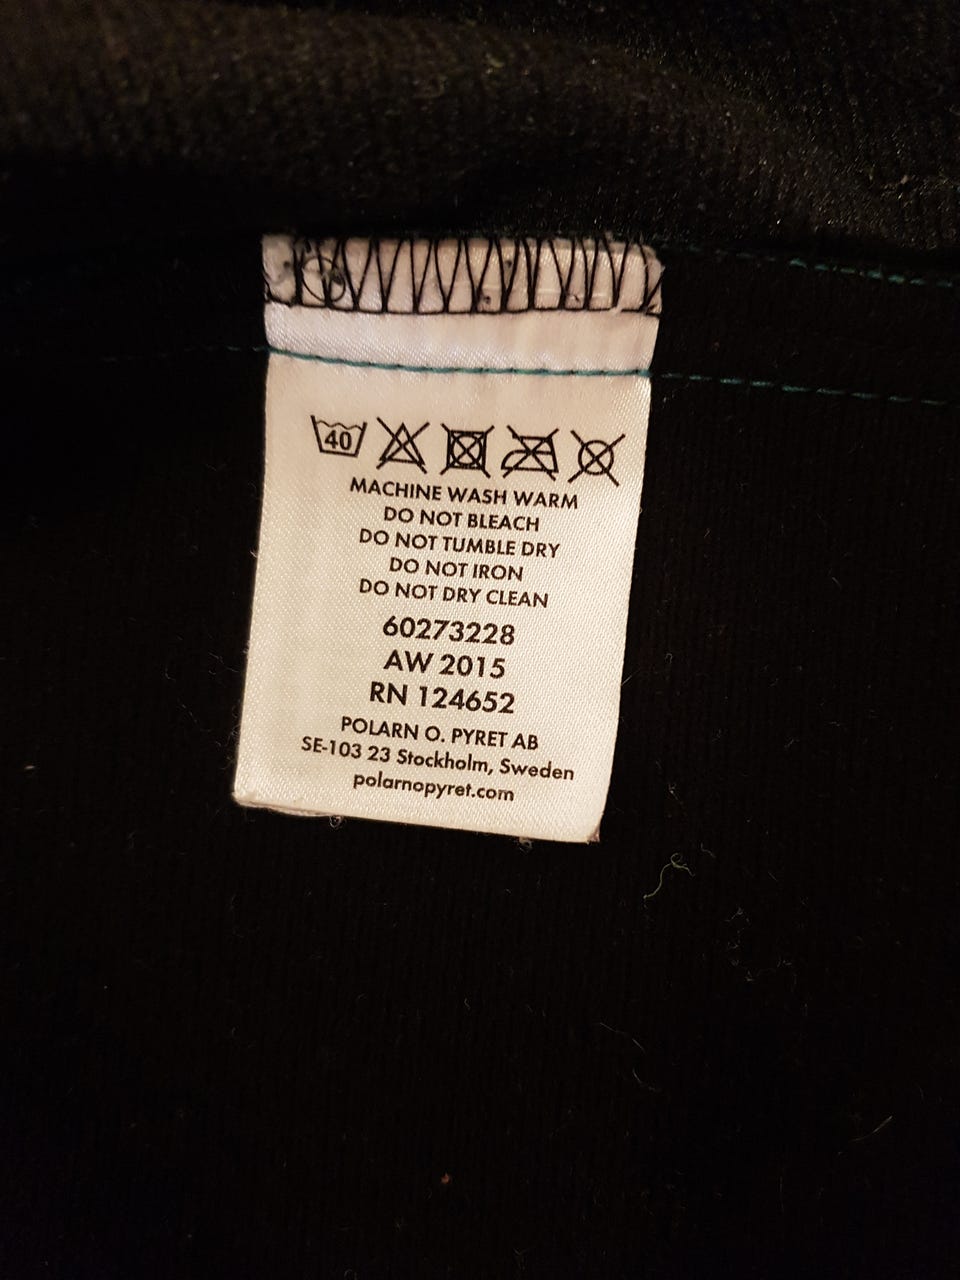 40
MACHINE WASH WARM
DO NOT BLEACH
DO NOT TUMBLE DRY
DO NOT IRON
DO NOT DRY CLEAN
60273228
AW 2015
RN 124652
POLARN O. PYRET AB
SE-103 23 Stockholm, Sweden
polarnopyret.com